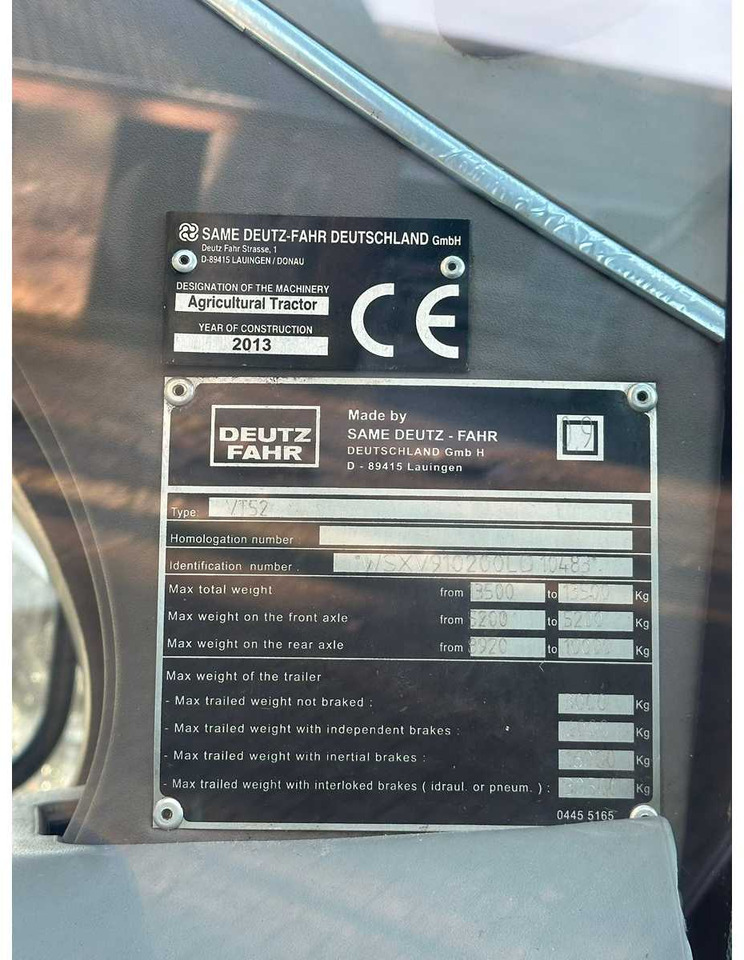 SAME DEUTZ-FAHR DEUTSCHLAND GmbH
Deutz Fahr Strasse, 1
D-89415 LAUINGEN / DONAU
DESIGNATION OF THE MACHINERY
Agricultural Tractor
YEAR OF CONSTRUCTION
2013
CE
DEUTZ
FAHR
Made by
SAME DEUTZ - FAHR
DEUTSCHLAND Gmb H
D - 89415 Lauingen
19
Type: VT52
Homologation number :
Identification number :
Max total weight from to Kg
Max weight on the front axle from to 5200 Kg
Max weight on the rear axle from to Kg
Max weight of the trailer
- Max trailed weight not braked : Kg
- Max trailed weight with independent brakes : Kg
- Max trailed weight with inertial brakes : Kg
- Max trailed weight with interloked brakes ( idraul. or pneum. ) : Kg
0445 5165